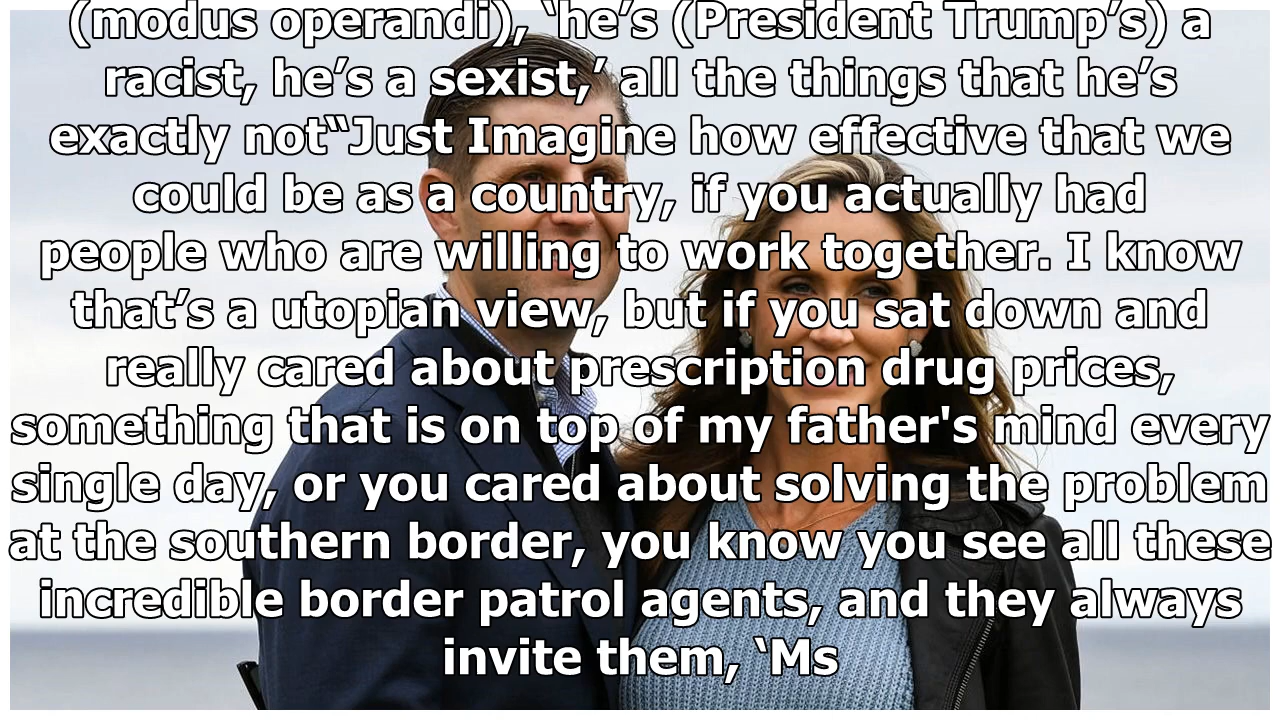 (modus operandi), ‘he’s (President Trump’s) a
racist, he’s a sexist,’ all the things that he’s
exactly not“Just Imagine how effective that we
could be as a country, if you actually had
people who are willing to work together. I know
that’s a utopian view, but if you sat down and
really cared about prescription drug prices,
something that is on top of my father's mind every
single day, or you cared about solving the problem
at the southern border, you know you see all these
incredible border patrol agents, and they always
invite them, ‘Ms